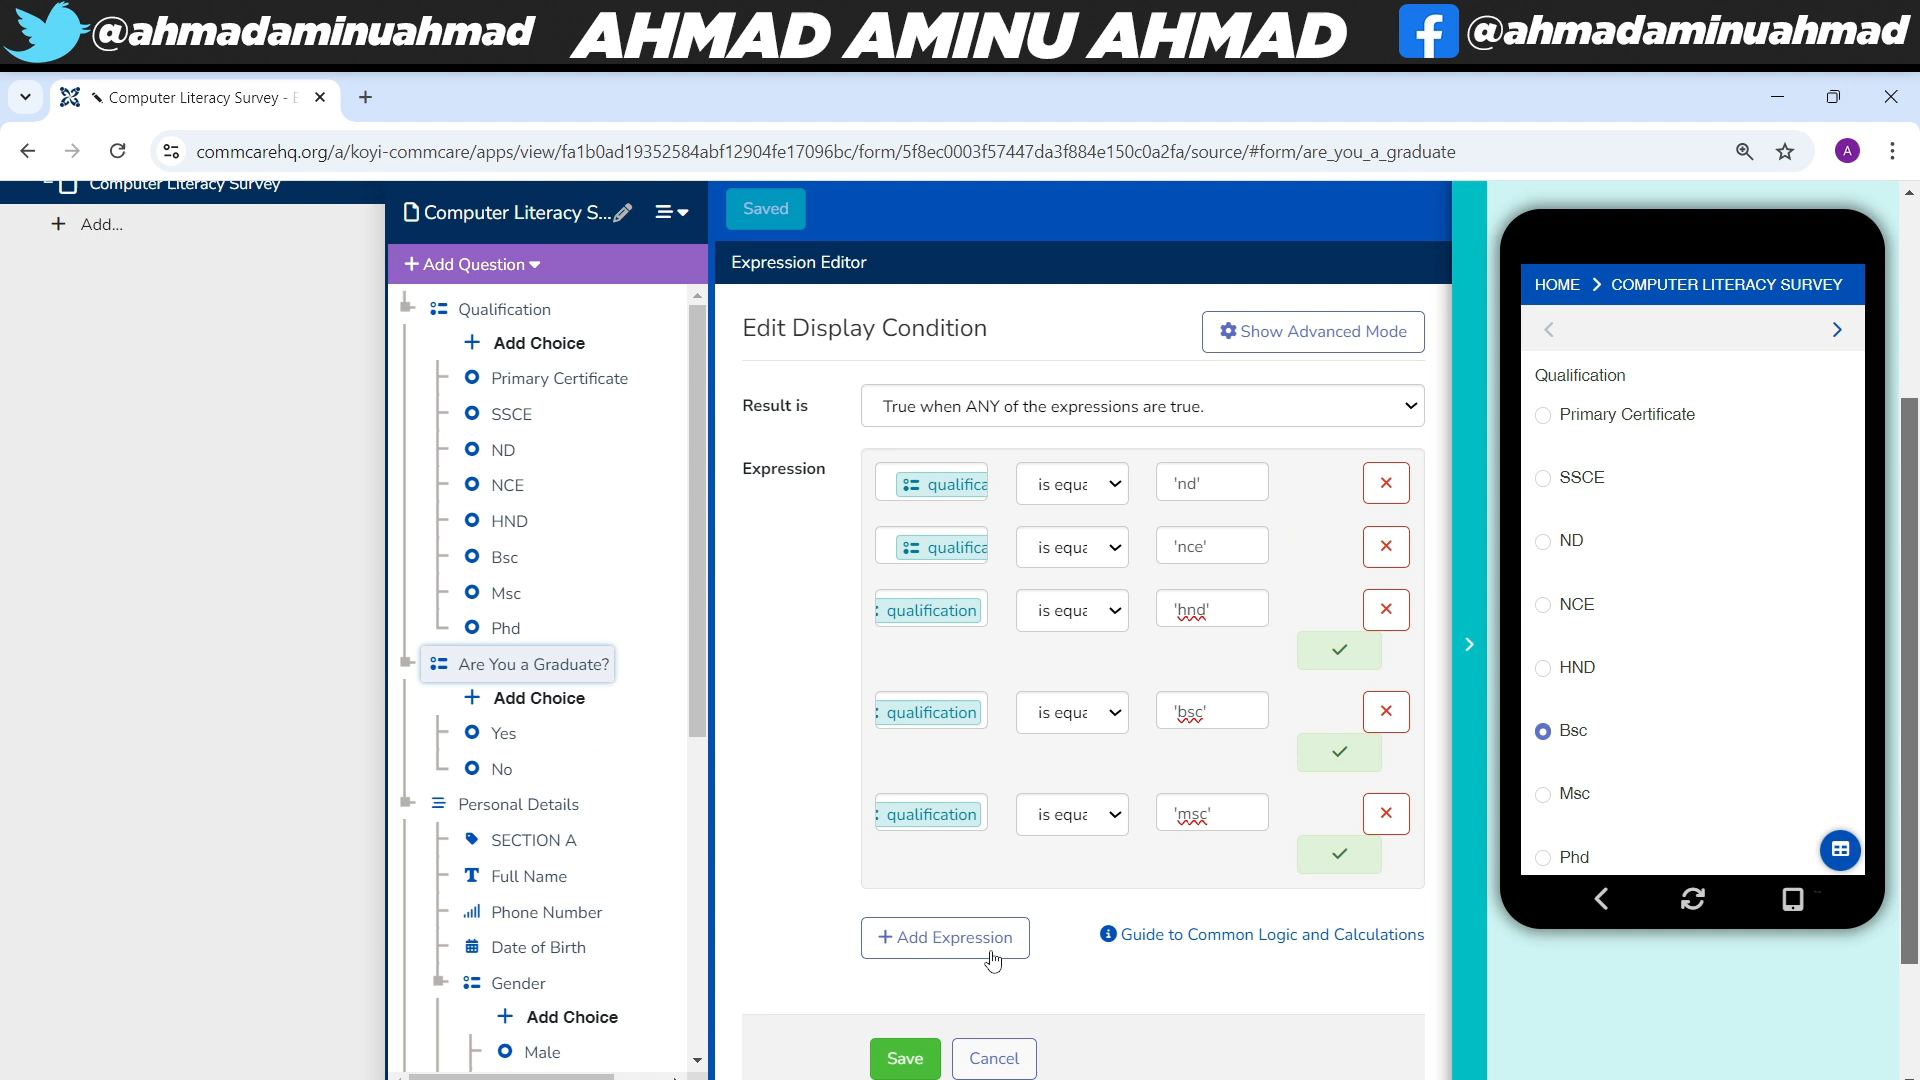 @ahmadaminuahmad
AHMAD AMINU AHMAD
@ahmadaminuahmad
Computer Literacy Survey - E
commcarehq.org/a/koyi-commcare/apps/view/fa1b0ad19352584abf12904fe17096bc/form/5f8ec0003f57447da3f884e150c0a2fa/source/#form/are_you_a_graduate
A
Computer Literacy Survey
Add...
Computer Literacy S...
Add Question
Qualification
Add Choice
Primary Certificate
SSCE
ND
NCE
HND
Bsc
Msc
Phd
Are You a Graduate?
Add Choice
Yes
No
Personal Details
SECTION A
Full Name
Phone Number
Date of Birth
Gender
Add Choice
Male
Saved
Expression Editor
Edit Display Condition
Show Advanced Mode
Result is
True when ANY of the expressions are true.
Expression
qualifica is equa 'nd'
qualifica is equa 'nce'
qualification is equa 'hnd'
qualification is equa 'bsc'
qualification is equa 'msc'
Add Expression
Guide to Common Logic and Calculations
Save
Cancel
HOME > COMPUTER LITERACY SURVEY
Qualification
Primary Certificate
SSCE
ND
NCE
HND
Bsc
Msc
Phd